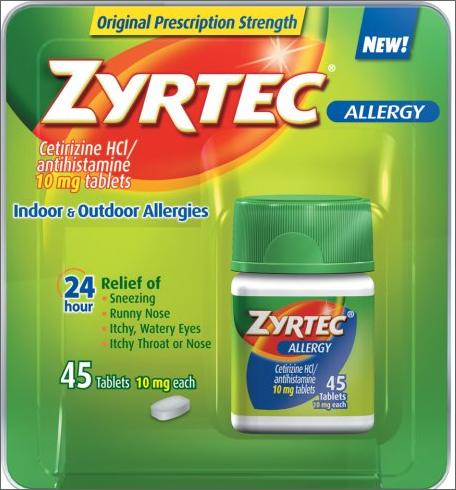 Original Prescription Strength
NEW!
ZYRTEC®
ALLERGY
Cetirizine HCl/
antihistamine
10 mg tablets
Indoor & Outdoor Allergies
24
hour
Relief of
• Sneezing
• Runny Nose
• Itchy, Watery Eyes
• Itchy Throat or Nose
45 Tablets 10 mg each
ZYRTEC®
ALLERGY
Cetirizine HCl/
antihistamine
10 mg tablets
45
Tablets
10 mg each